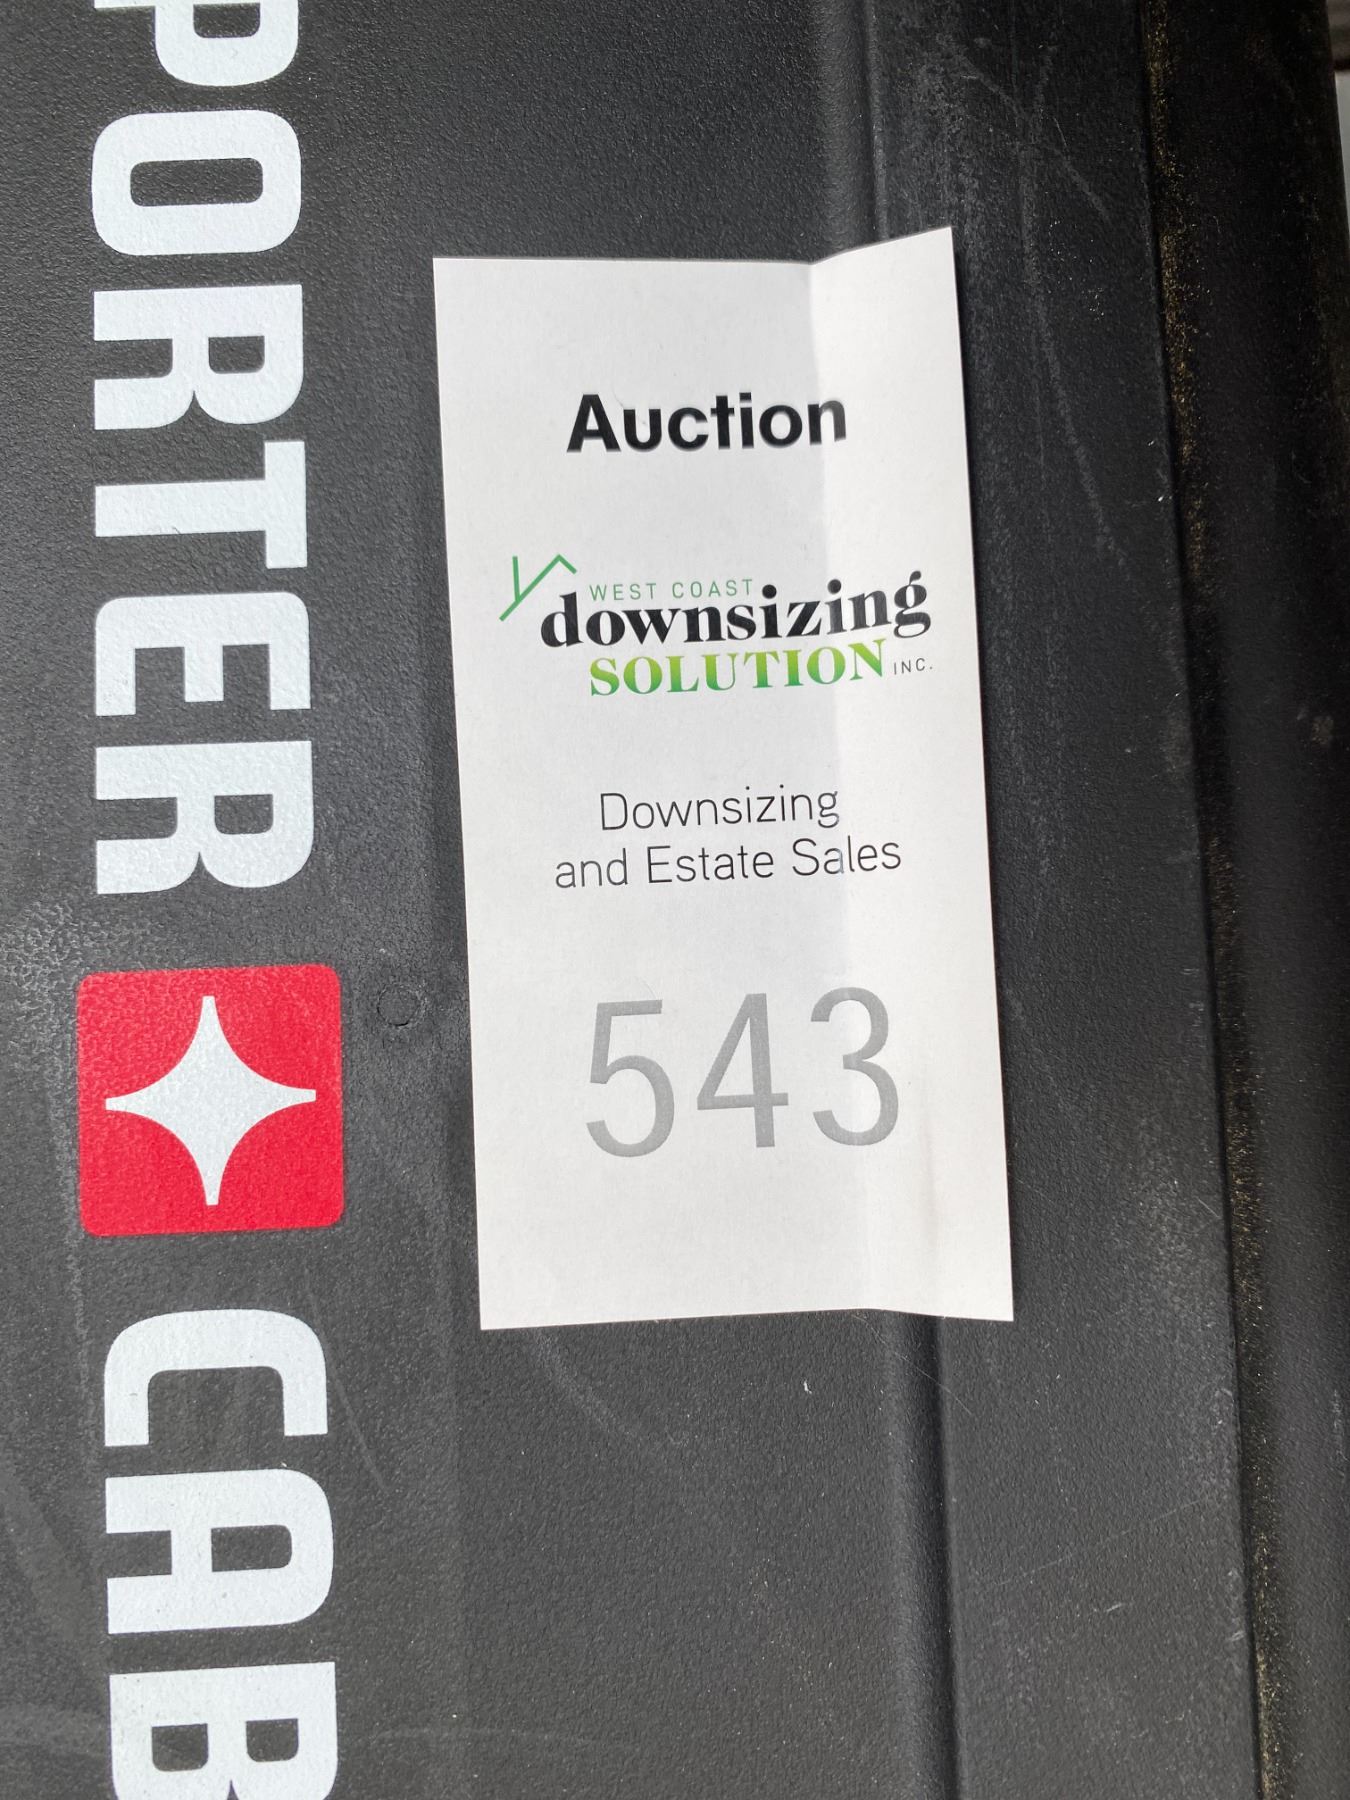 PORTER CAB
Auction
WEST COAST
downsizing
SOLUTION INC.
Downsizing
and Estate Sales
543